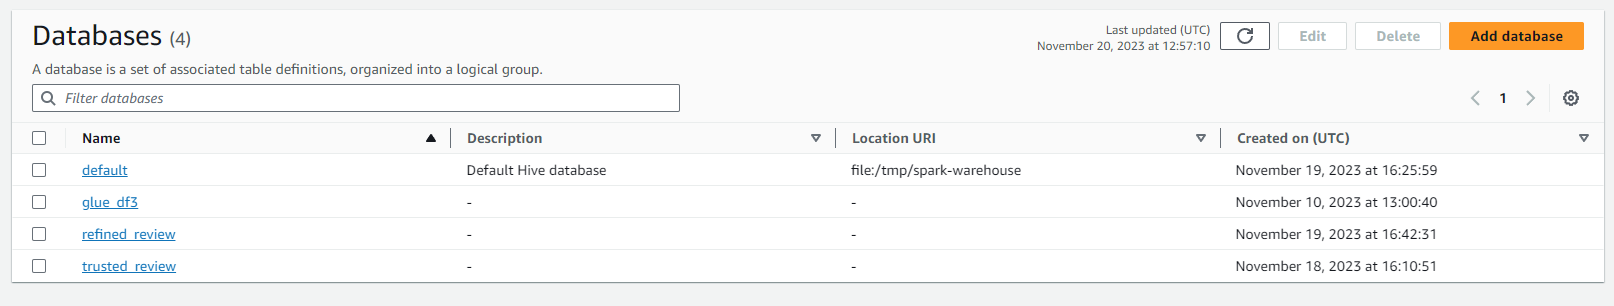 Databases (4)
Last updated (UTC)
November 20, 2023 at 12:57:10
Edit
Delete
Add database
A database is a set of associated table definitions, organized into a logical group.
Filter databases
1
Name Description Location URI Created on (UTC)
default Default Hive database file:/tmp/spark-warehouse November 19, 2023 at 16:25:59
glue_df3 - - November 10, 2023 at 13:00:40
refined_review - - November 19, 2023 at 16:42:31
trusted_review - - November 18, 2023 at 16:10:51